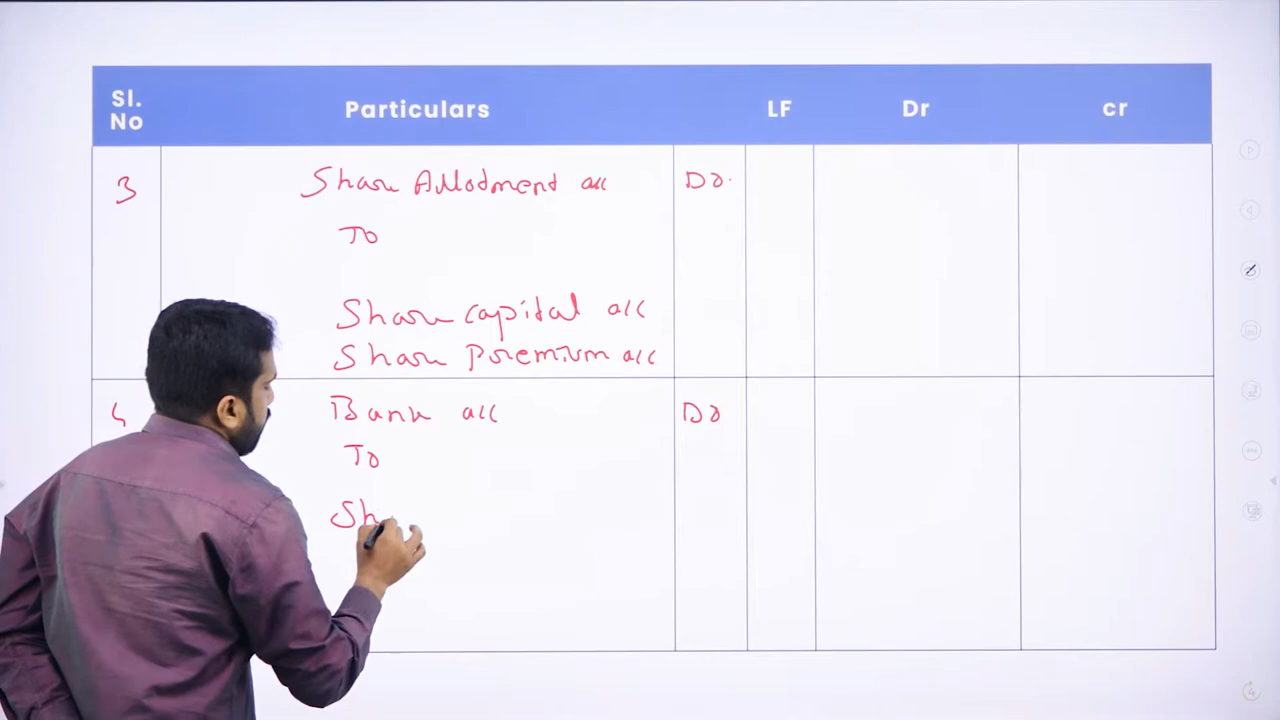 Sl. No Particulars LF Dr cr
3 Share Allotment a/c Dr.
To
Share capital a/c
Share Premium a/c
4 Bank a/c Dr
To
Sh